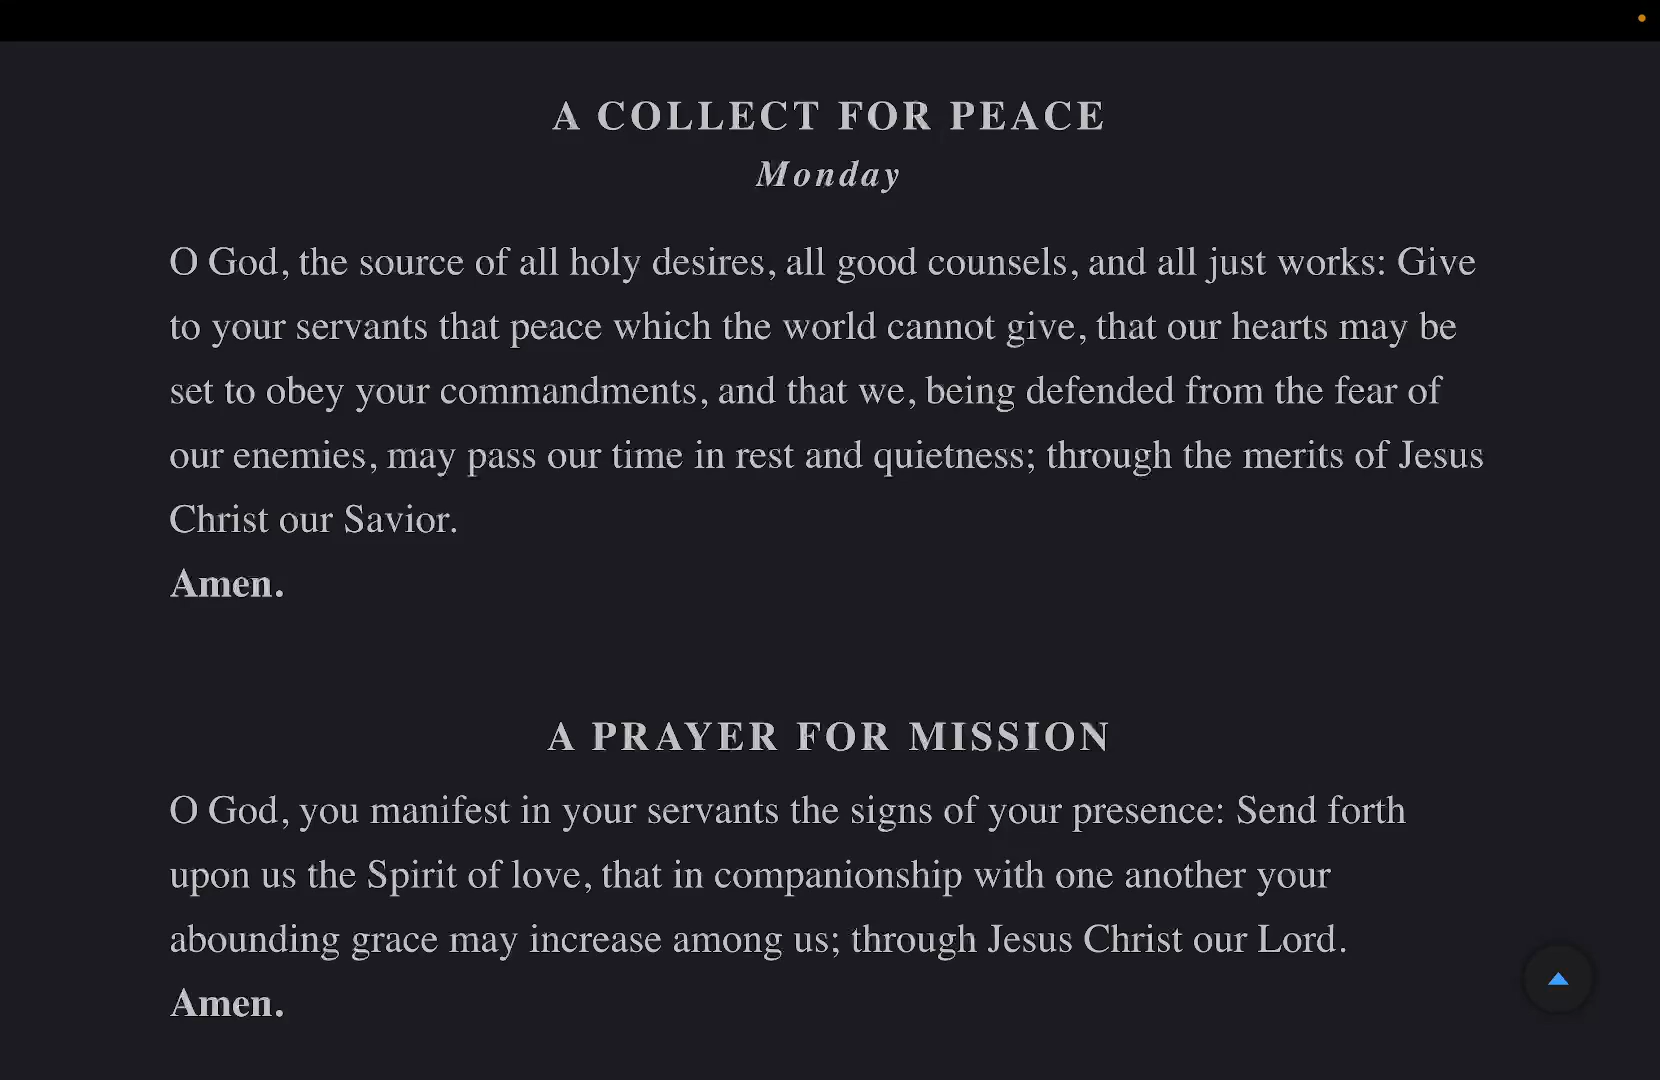 A COLLECT FOR PEACE
Monday
O God, the source of all holy desires, all good counsels, and all just works: Give
to your servants that peace which the world cannot give, that our hearts may be
set to obey your commandments, and that we, being defended from the fear of
our enemies, may pass our time in rest and quietness; through the merits of Jesus
Christ our Savior.
Amen.
A PRAYER FOR MISSION
O God, you manifest in your servants the signs of your presence: Send forth
upon us the Spirit of love, that in companionship with one another your
abounding grace may increase among us; through Jesus Christ our Lord.
Amen.